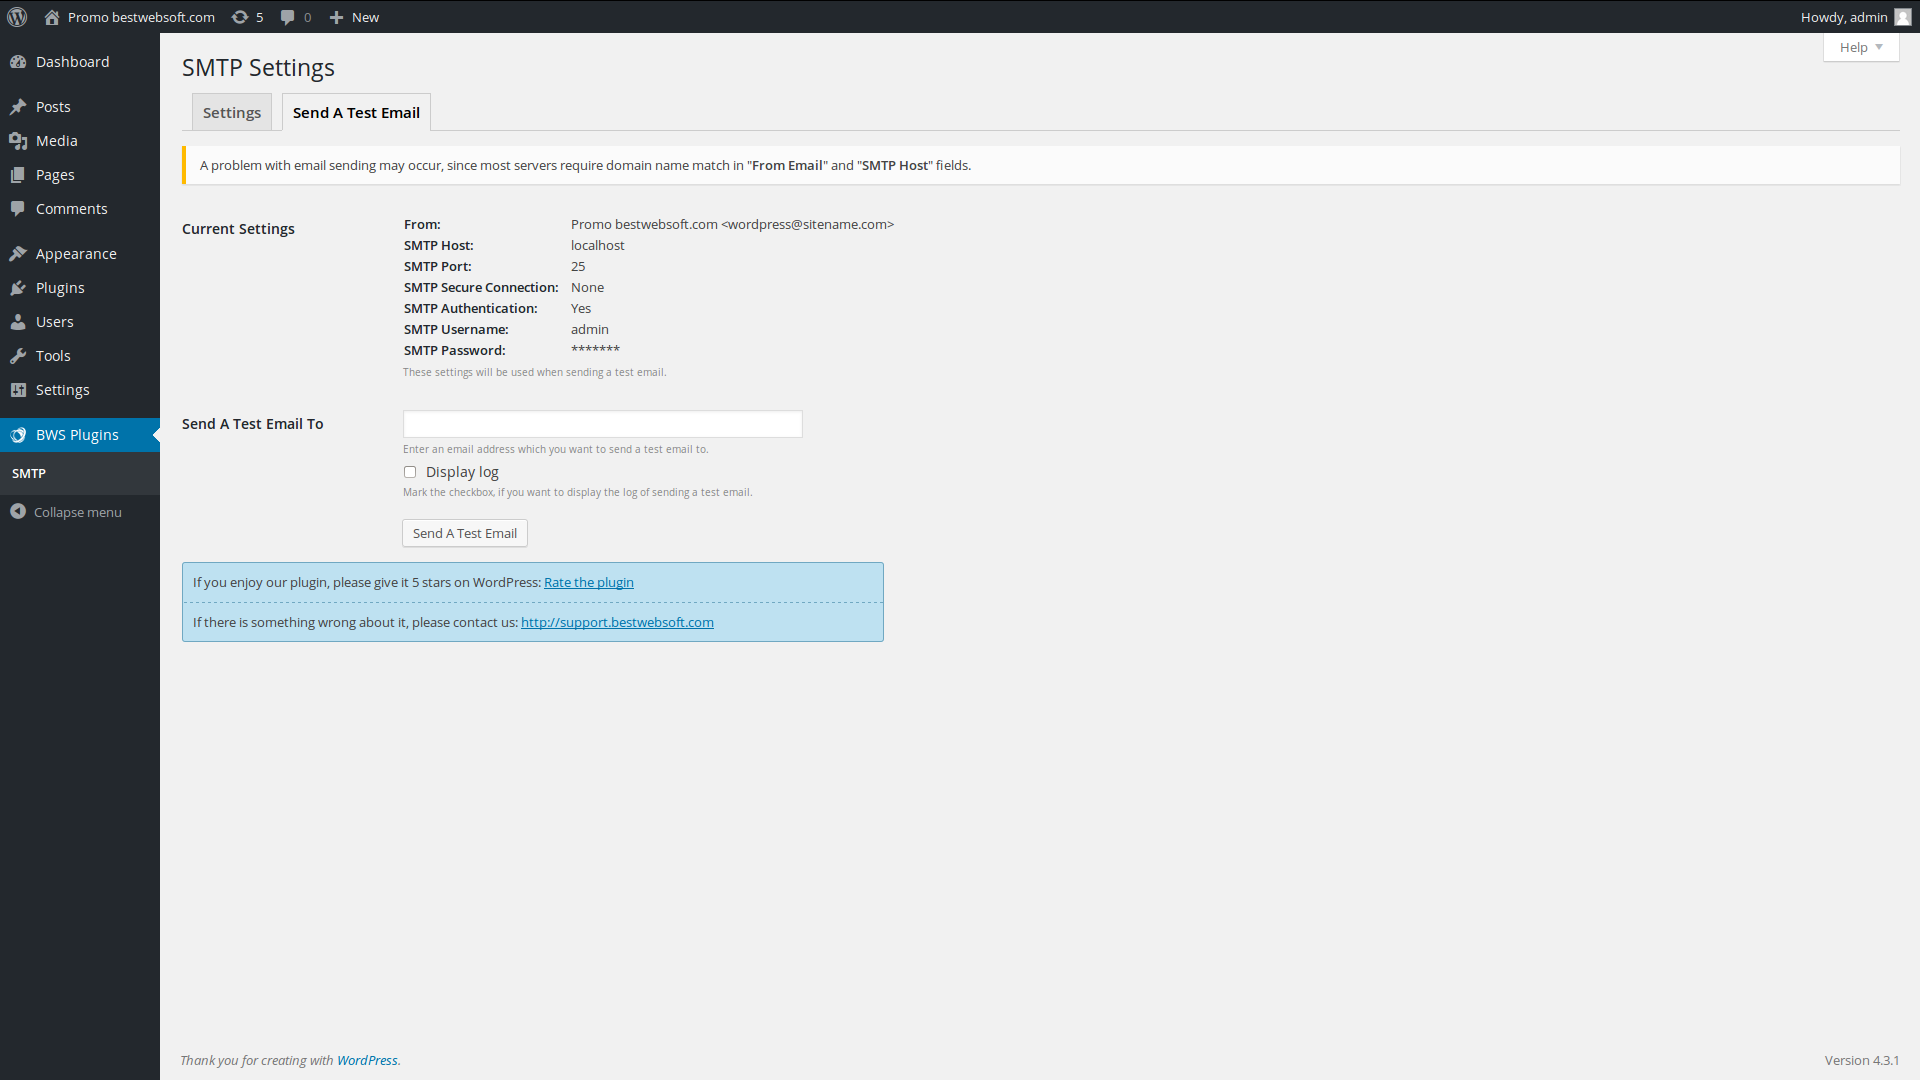 Promo bestwebsoft.com 5 0 New Howdy, admin
Help
Dashboard
Posts
Media
Pages
Comments
Appearance
Plugins
Users
Tools
Settings
BWS Plugins
SMTP
Collapse menu
SMTP Settings
Settings Send A Test Email
A problem with email sending may occur, since most servers require domain name match in "From Email" and "SMTP Host" fields.
Current Settings
From: Promo bestwebsoft.com <wordpress@sitename.com>
SMTP Host: localhost
SMTP Port: 25
SMTP Secure Connection: None
SMTP Authentication: Yes
SMTP Username: admin
SMTP Password: *******
These settings will be used when sending a test email.
Send A Test Email To
Enter an email address which you want to send a test email to.
Display log
Mark the checkbox, if you want to display the log of sending a test email.
Send A Test Email
If you enjoy our plugin, please give it 5 stars on WordPress: Rate the plugin
If there is something wrong about it, please contact us: http://support.bestwebsoft.com
Thank you for creating with WordPress. Version 4.3.1